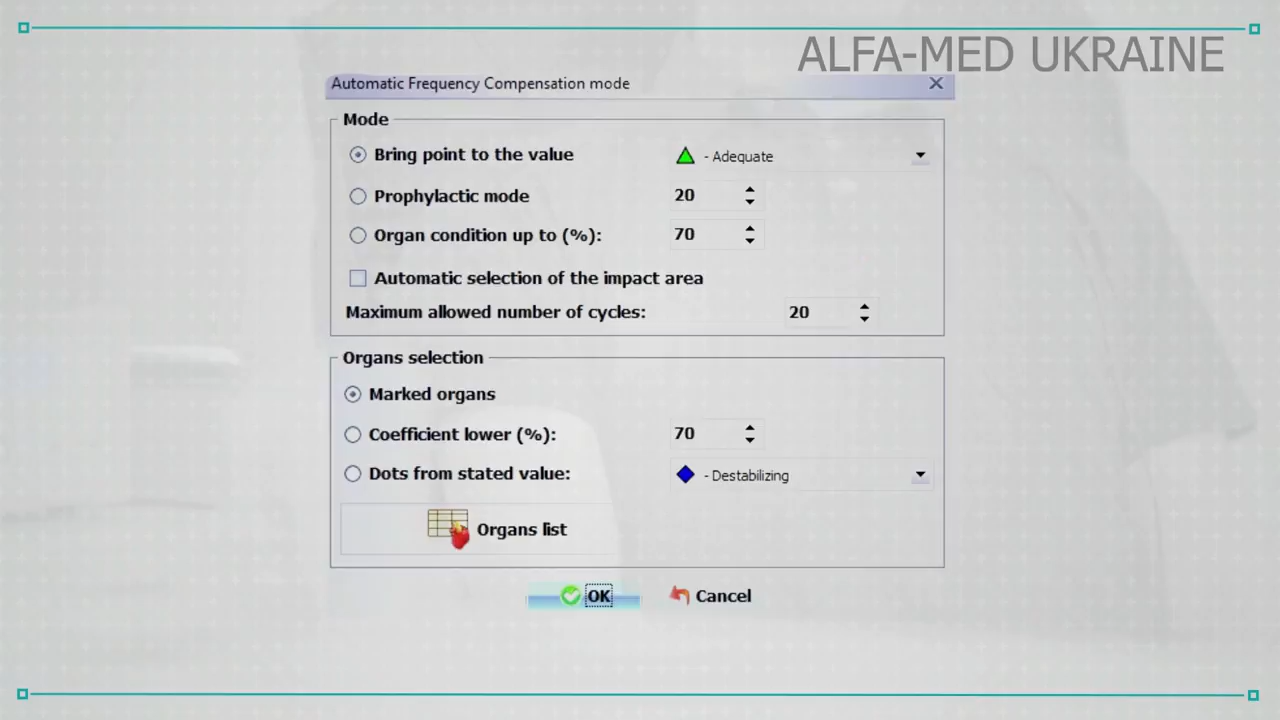 ALFA-MED UKRAINE
Automatic Frequency Compensation mode
Mode
Bring point to the value
- Adequate
Prophylactic mode
20
Organ condition up to (%):
70
Automatic selection of the impact area
Maximum allowed number of cycles:
20
Organs selection
Marked organs
Coefficient lower (%):
70
Dots from stated value:
- Destabilizing
Organs list
OK
Cancel